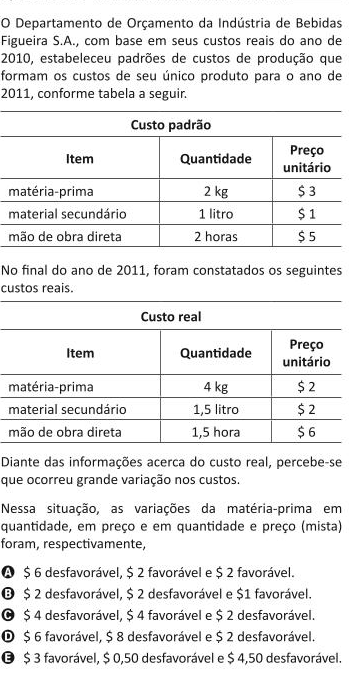 O Departamento de Orçamento da Indústria de Bebidas
Figueira S.A., com base em seus custos reais do ano de
2010, estabeleceu padrões de custos de produção que
formam os custos de seu único produto para o ano de
2011, conforme tabela a seguir.
Custo padrão
Item Quantidade Preço unitário
matéria-prima 2 kg $ 3
material secundário 1 litro $ 1
mão de obra direta 2 horas $ 5
No final do ano de 2011, foram constatados os seguintes
custos reais.
Custo real
Item Quantidade Preço unitário
matéria-prima 4 kg $ 2
material secundário 1,5 litro $ 2
mão de obra direta 1,5 hora $ 6
Diante das informações acerca do custo real, percebe-se
que ocorreu grande variação nos custos.
Nessa situação, as variações da matéria-prima em
quantidade, em preço e em quantidade e preço (mista)
foram, respectivamente,
A $ 6 desfavorável, $ 2 favorável e $ 2 favorável.
B $ 2 desfavorável, $ 2 desfavorável e $1 favorável.
C $ 4 desfavorável, $ 4 favorável e $ 2 desfavorável.
D $ 6 favorável, $ 8 desfavorável e $ 2 desfavorável.
E $ 3 favorável, $ 0,50 desfavorável e $ 4,50 desfavorável.